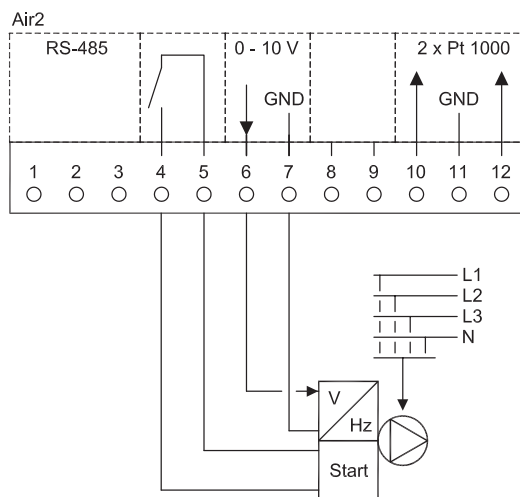 Air2
RS-485
0 - 10 V
2 x Pt 1000
GND
GND
1 2 3 4 5 6 7 8 9 10 11 12
L1
L2
L3
N
V
Hz
Start